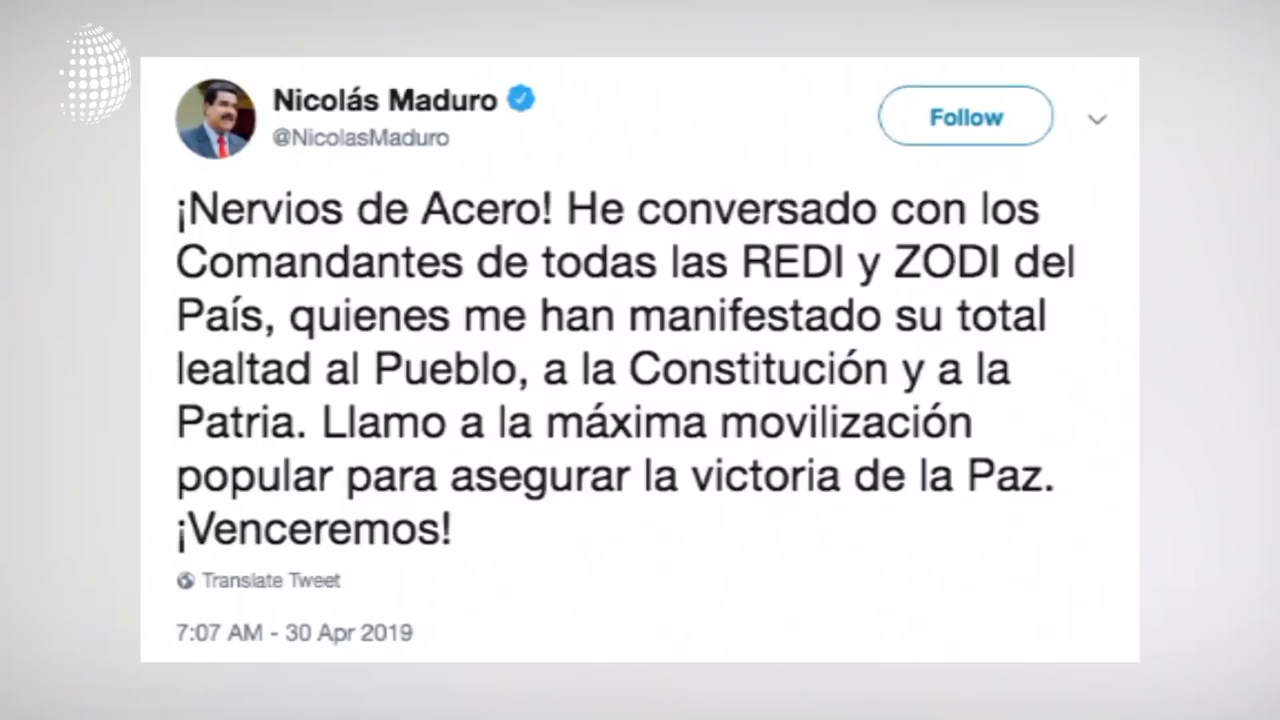 Nicolás Maduro
@NicolasMaduro
Follow
¡Nervios de Acero! He conversado con los
Comandantes de todas las REDI y ZODI del
País, quienes me han manifestado su total
lealtad al Pueblo, a la Constitución y a la
Patria. Llamo a la máxima movilización
popular para asegurar la victoria de la Paz.
¡Venceremos!
Translate Tweet
7:07 AM - 30 Apr 2019